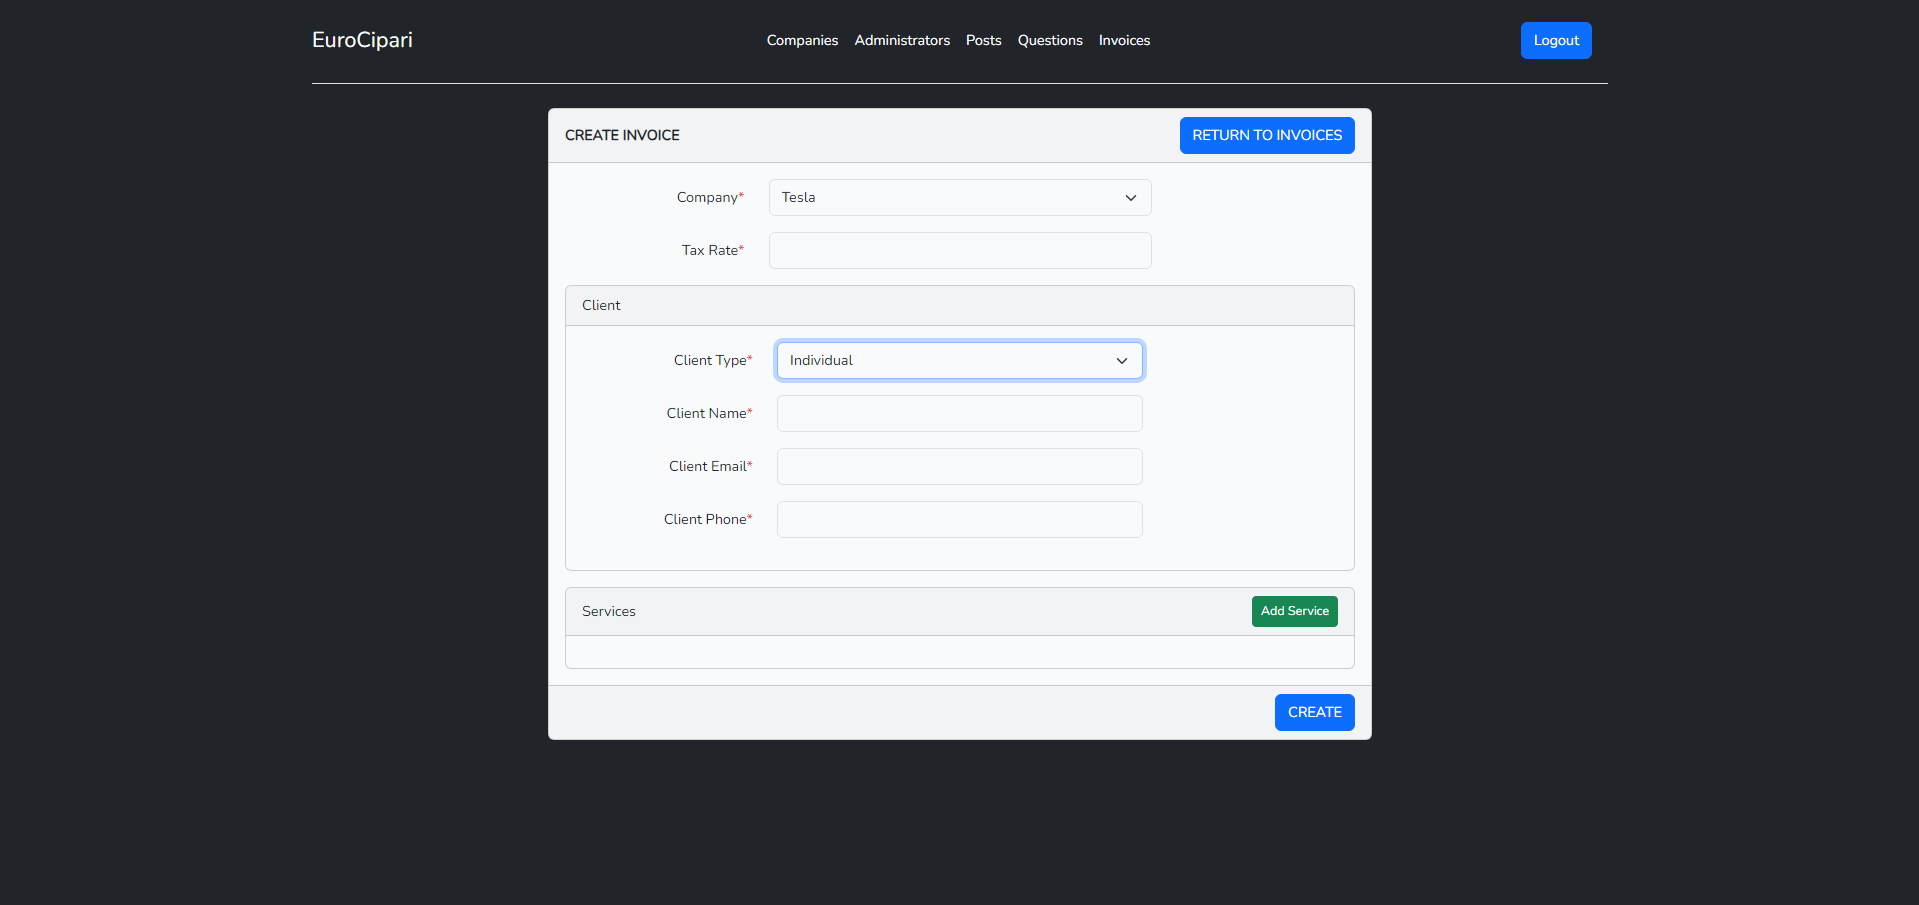 EuroCipari
Companies Administrators Posts Questions Invoices
Logout
CREATE INVOICE
RETURN TO INVOICES
Company*
Tesla
Tax Rate*
Client
Client Type*
Individual
Client Name*
Client Email*
Client Phone*
Services
Add Service
CREATE